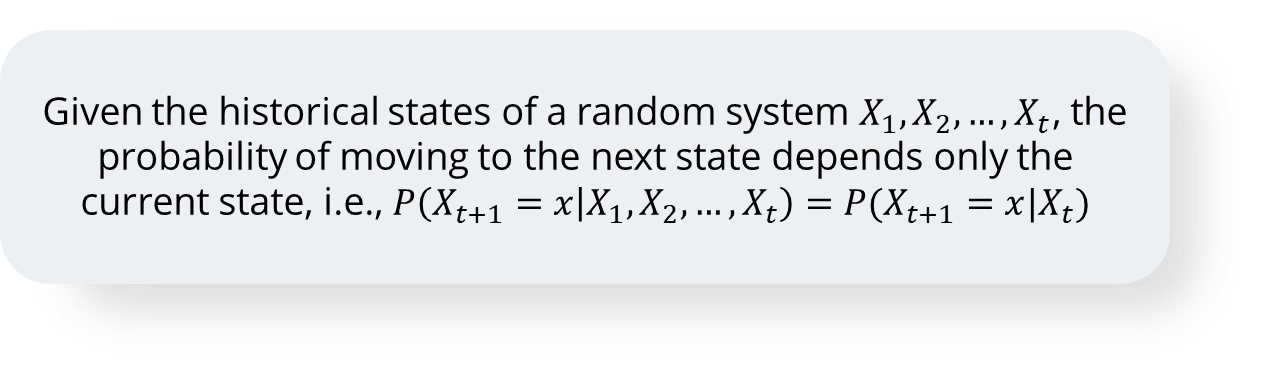 Given the historical states of a random system X₁, X₂, … , Xₜ, the
probability of moving to the next state depends only the
current state, i.e., P(Xₜ₊₁ = x|X₁, X₂, … , Xₜ) = P(Xₜ₊₁ = x|Xₜ)